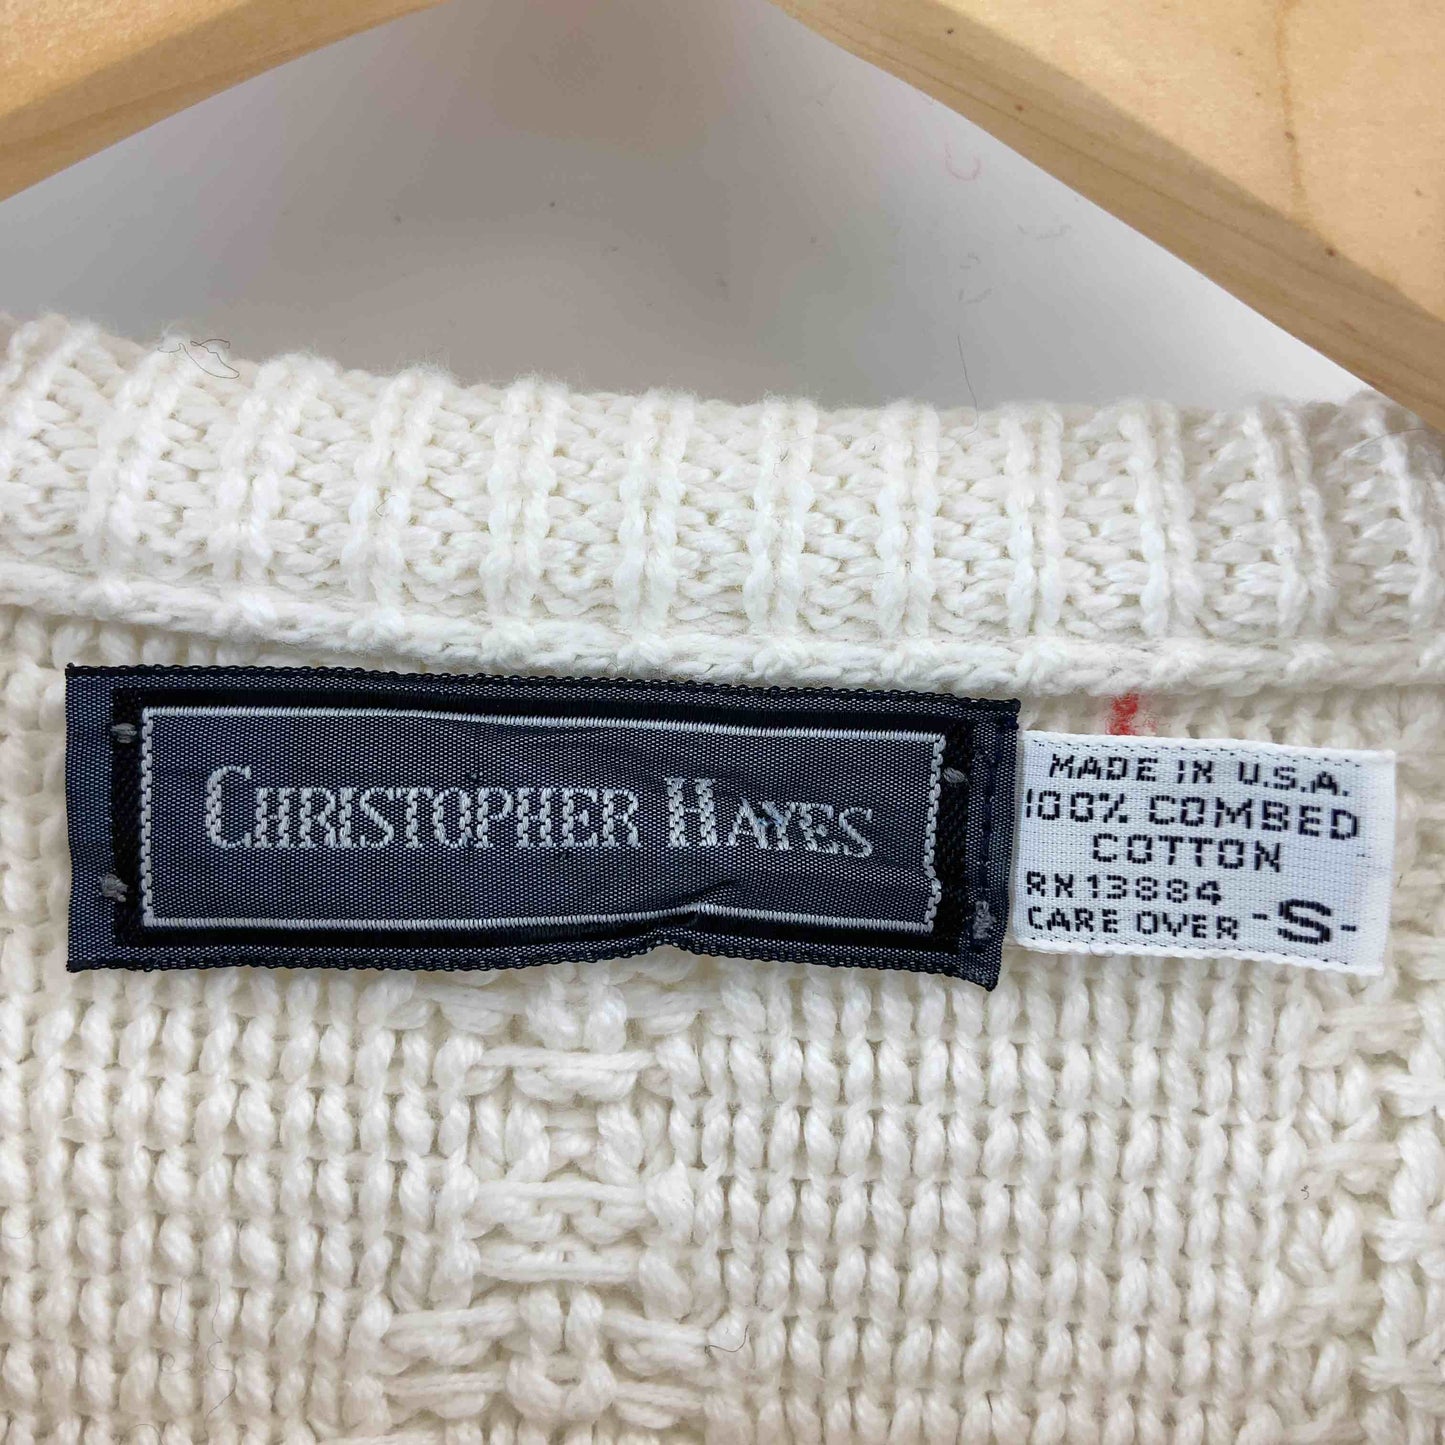 CHRISTOPHER HAYES
MADE IN U.S.A.
100% COMBED
COTTON
RN 13884
CARE OVER -S-